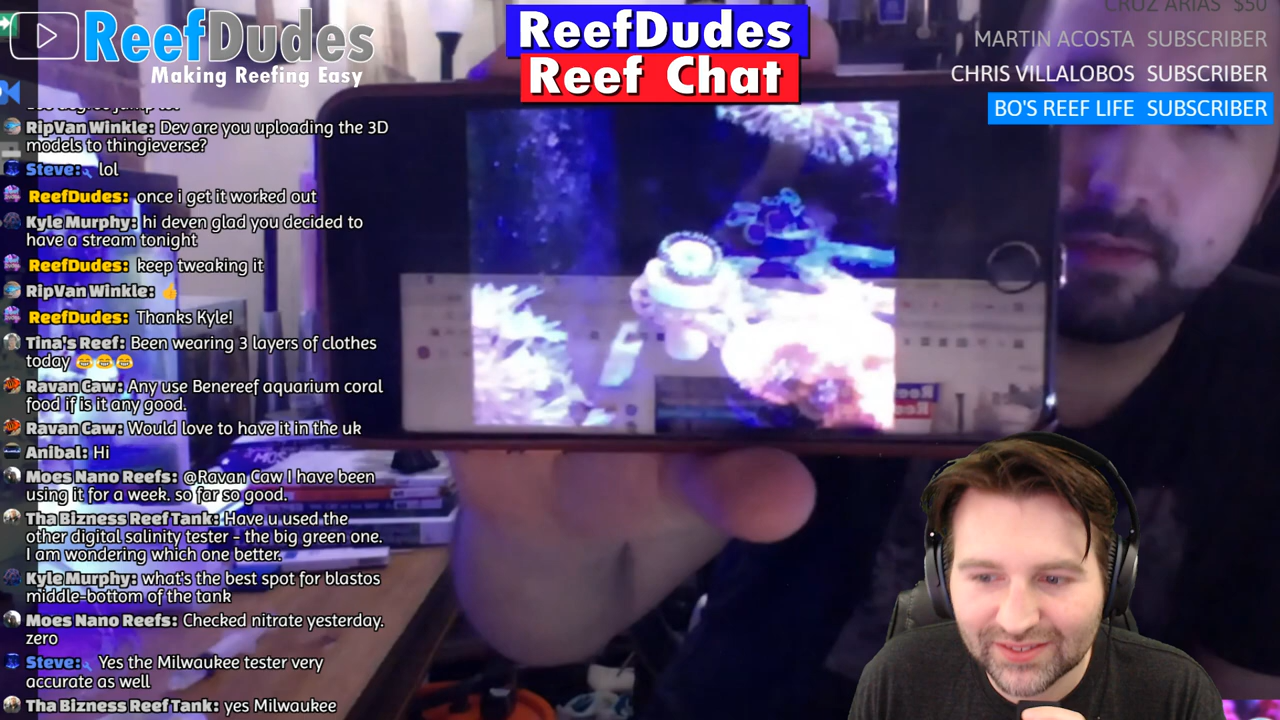 ReefDudes
Making Reefing Easy
ReefDudes
Reef Chat
CRUZ ARIAS $50
MARTIN ACOSTA SUBSCRIBER
CHRIS VILLALOBOS SUBSCRIBER
BO'S REEF LIFE SUBSCRIBER
RipVan Winkle: Dev are you uploading the 3D
models to thingieverse?
Steve: lol
ReefDudes: once i get it worked out
Kyle Murphy: hi deven glad you decided to
have a stream tonight
ReefDudes: keep tweaking it
RipVan Winkle: 👍
ReefDudes: Thanks Kyle!
Tina's Reef: Been wearing 3 layers of clothes
today 😂😂😂
Ravan Caw: Any use Benereef aquarium coral
food if is it any good.
Ravan Caw: Would love to have it in the uk
Anibal: Hi
Moes Nano Reefs: @Ravan Caw I have been
using it for a week. so far so good.
Tha Bizness Reef Tank: Have u used the
other digital salinity tester - the big green one.
I am wondering which one better.
Kyle Murphy: what's the best spot for blastos
middle-bottom of the tank
Moes Nano Reefs: Checked nitrate yesterday.
zero
Steve: Yes the Milwaukee tester very
accurate as well
Tha Bizness Reef Tank: yes Milwaukee